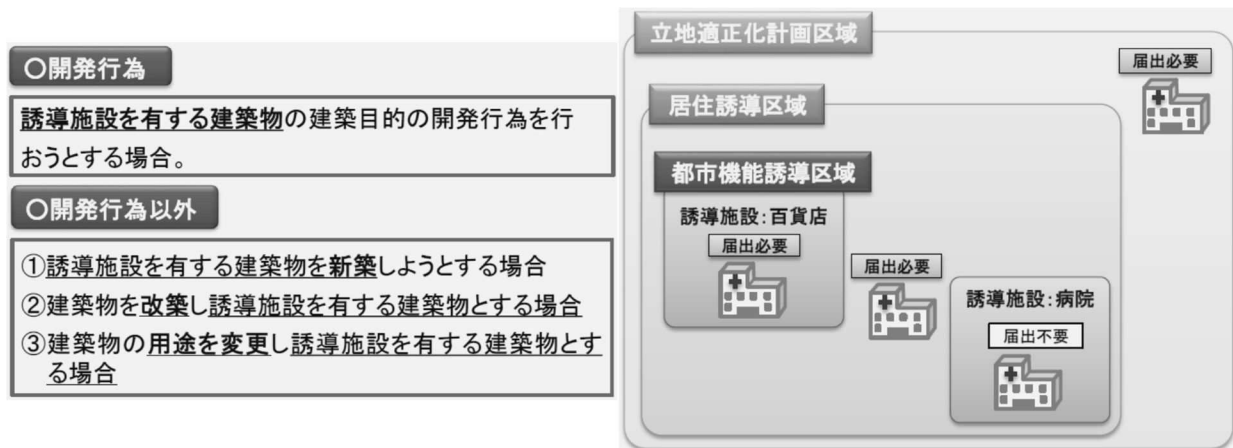 〇開発行為
誘導施設を有する建築物の建築目的の開発行為を行
おうとする場合。
〇開発行為以外
①誘導施設を有する建築物を新築しようとする場合
②建築物を改築し誘導施設を有する建築物とする場合
③建築物の用途を変更し誘導施設を有する建築物とす
る場合
立地適正化計画区域
届出必要
居住誘導区域
都市機能誘導区域
誘導施設:百貨店
届出必要
届出必要
誘導施設:病院
届出不要